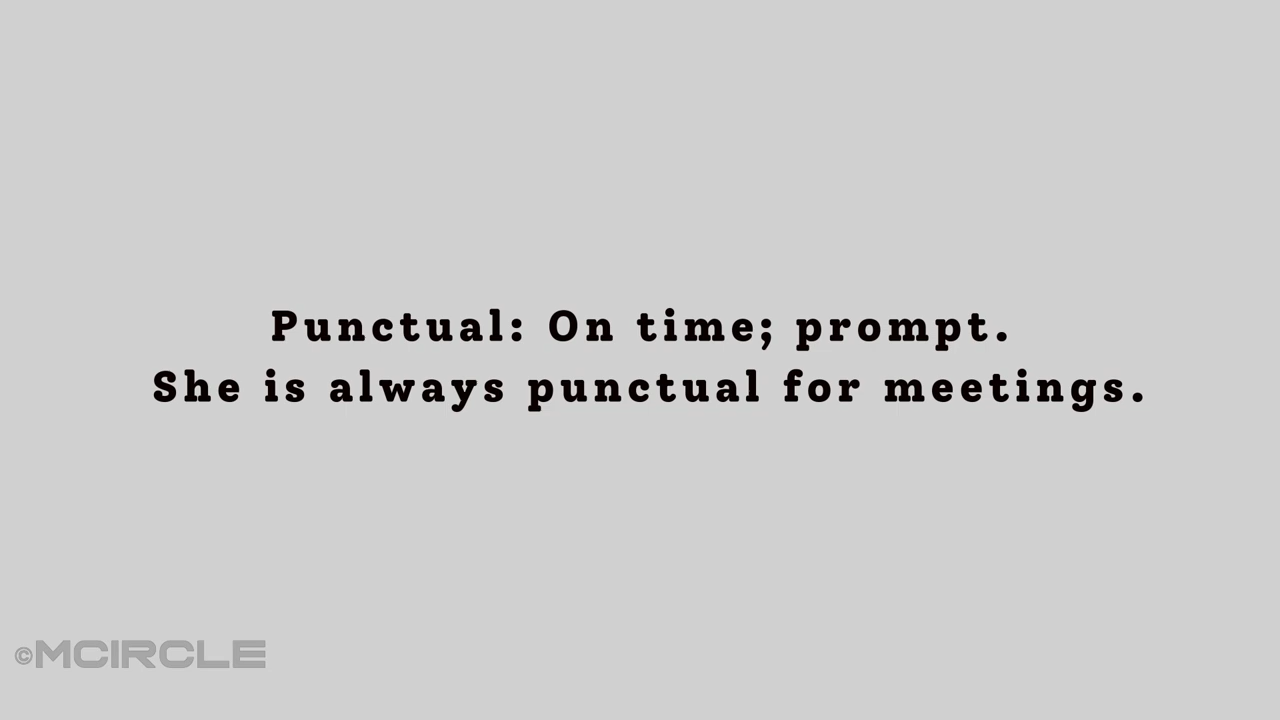 Punctual: On time; prompt.
She is always punctual for meetings.
©MCIRCLE